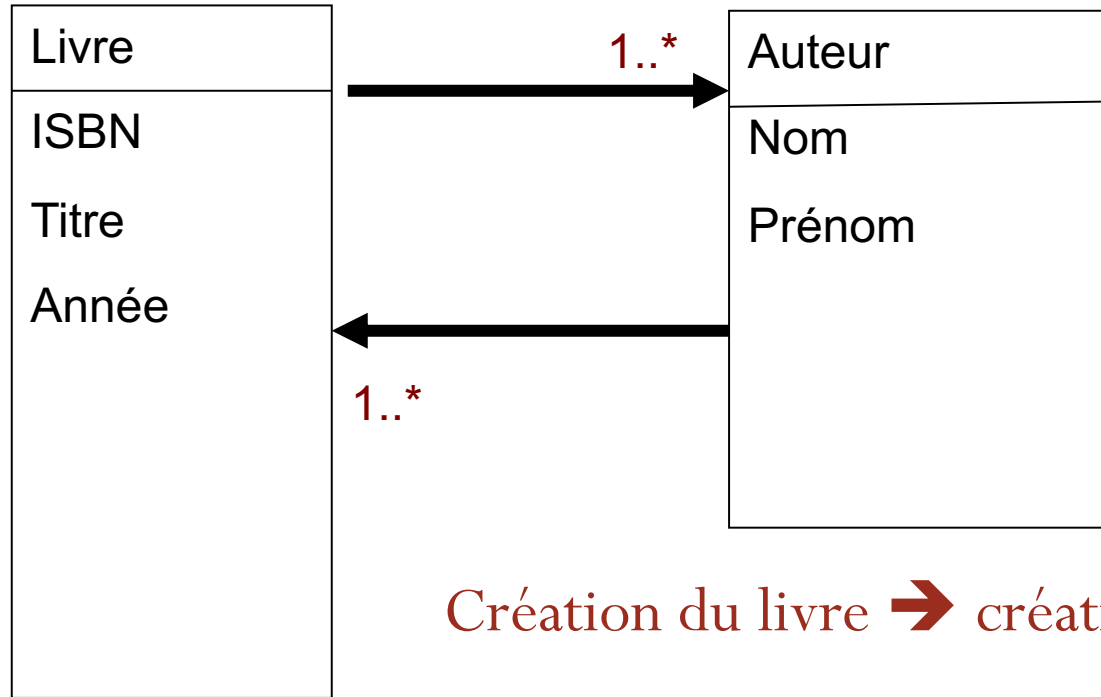 Livre
ISBN
Titre
Année
1..*
Auteur
Nom
Prénom
1..*
Création du livre ➔